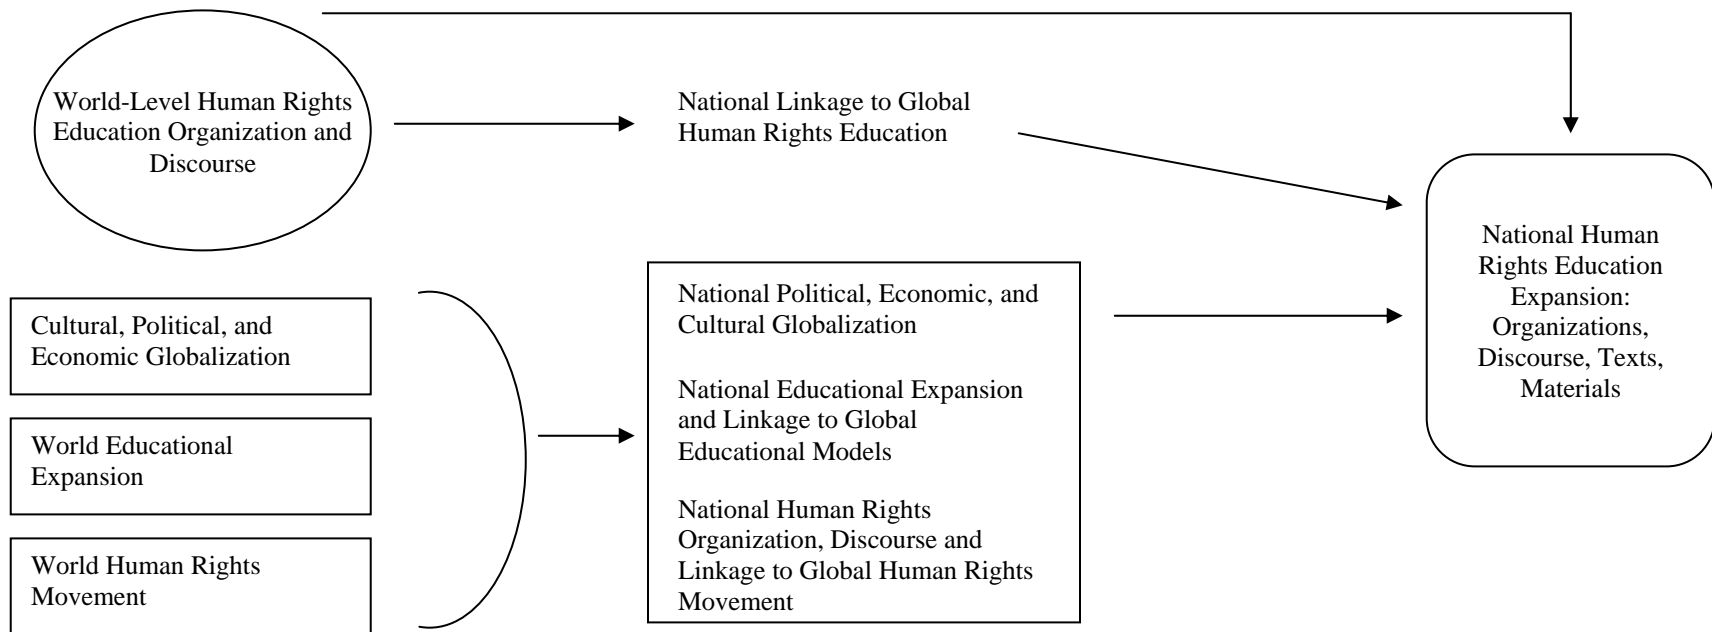 World-Level Human Rights
Education Organization and
Discourse
National Linkage to Global
Human Rights Education
National Human
Rights Education
Expansion:
Organizations,
Discourse, Texts,
Materials
Cultural, Political, and
Economic Globalization
World Educational
Expansion
World Human Rights
Movement
National Political, Economic, and
Cultural Globalization
National Educational Expansion
and Linkage to Global
Educational Models
National Human Rights
Organization, Discourse and
Linkage to Global Human Rights
Movement